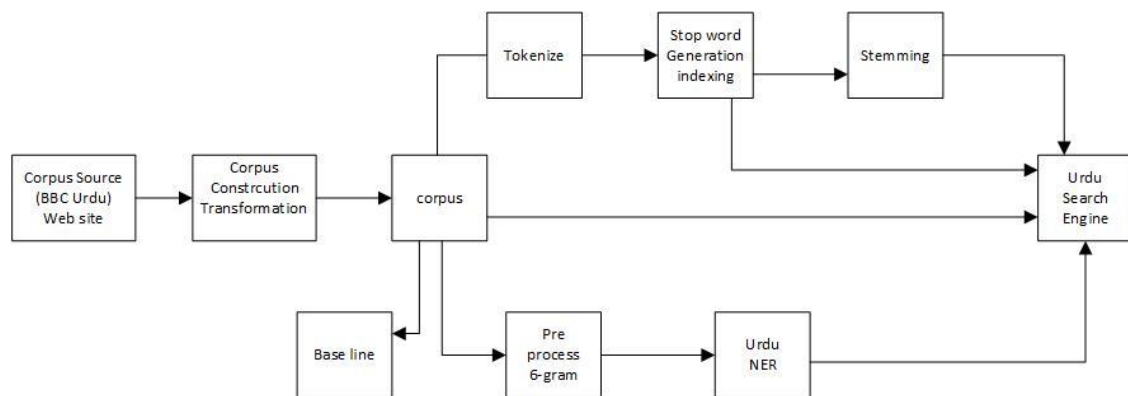 Tokenize
Stop word
Generation
indexing
Stemming
Corpus Source
(BBC Urdu)
Web site
Corpus
Constrcution
Transformation
corpus
Urdu
Search
Engine
Base line
Pre
process
6-gram
Urdu
NER